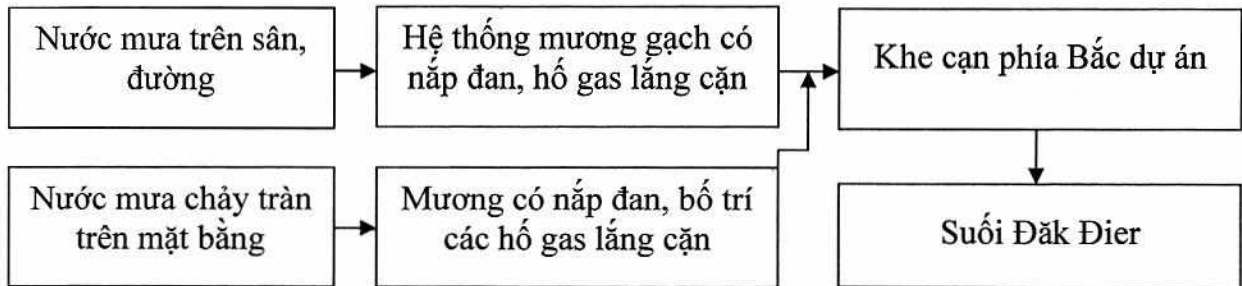 Nước mưa trên sân,
đường
Hệ thống mương gạch có
nắp đan, hố gas lắng cặn
Khe cạn phía Bắc dự án
Nước mưa chảy tràn
trên mặt bằng
Mương có nắp đan, bố trí
các hố gas lắng cặn
Suối Đăk Đier